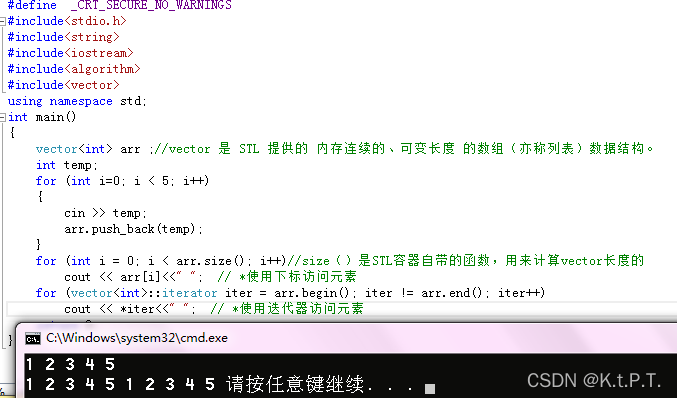 #define _CRT_SECURE_NO_WARNINGS
#include<stdio.h>
#include<string>
#include<iostream>
#include<algorithm>
#include<vector>
using namespace std;
int main()
{
vector<int> arr ;//vector 是 STL 提供的 内存连续的、可变长度 的数组（亦称列表）数据结构。
int temp;
for (int i=0; i < 5; i++)
{
cin >> temp;
arr.push_back(temp);
}
for (int i = 0; i < arr.size(); i++)//size（）是STL容器自带的函数，用来计算vector长度的
cout << arr[i]<<" "; // *使用下标访问元素
for (vector<int>::iterator iter = arr.begin(); iter != arr.end(); iter++)
cout << *iter<<" "; // *使用迭代器访问元素
}
C:\Windows\system32\cmd.exe
1 2 3 4 5
1 2 3 4 5 1 2 3 4 5 请按任意键继续. . .
CSDN @K.t.P.T.